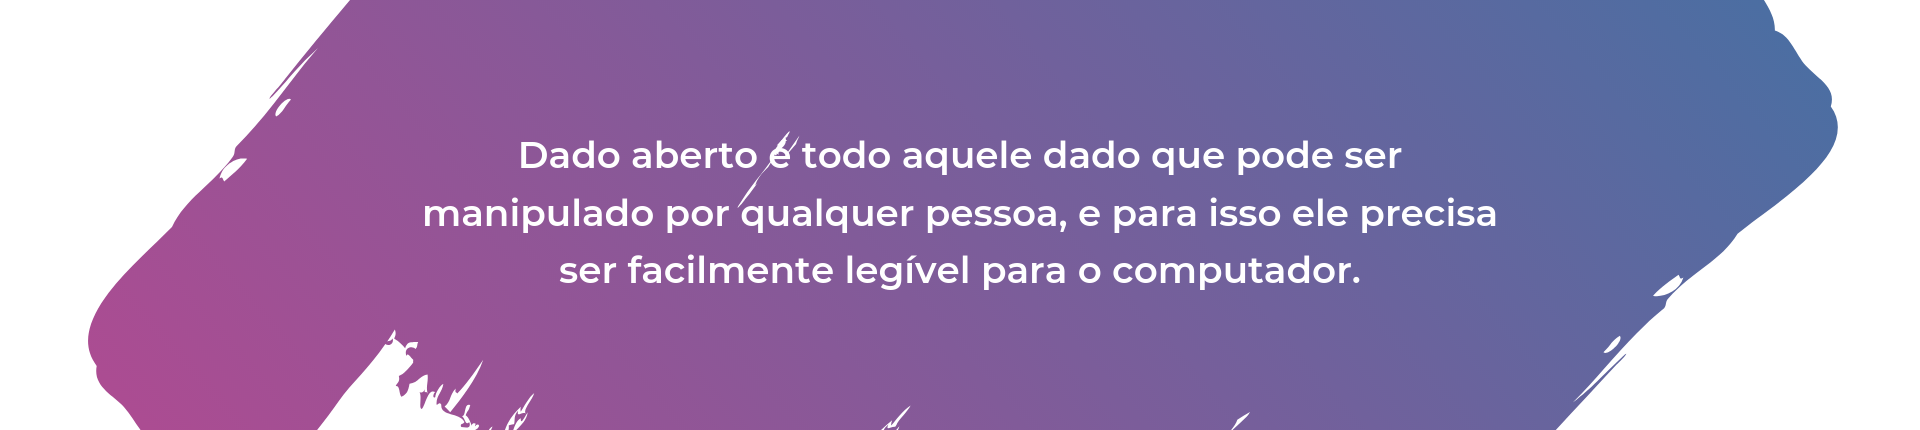 Dado aberto é todo aquele dado que pode ser
manipulado por qualquer pessoa, e para isso ele precisa
ser facilmente legível para o computador.